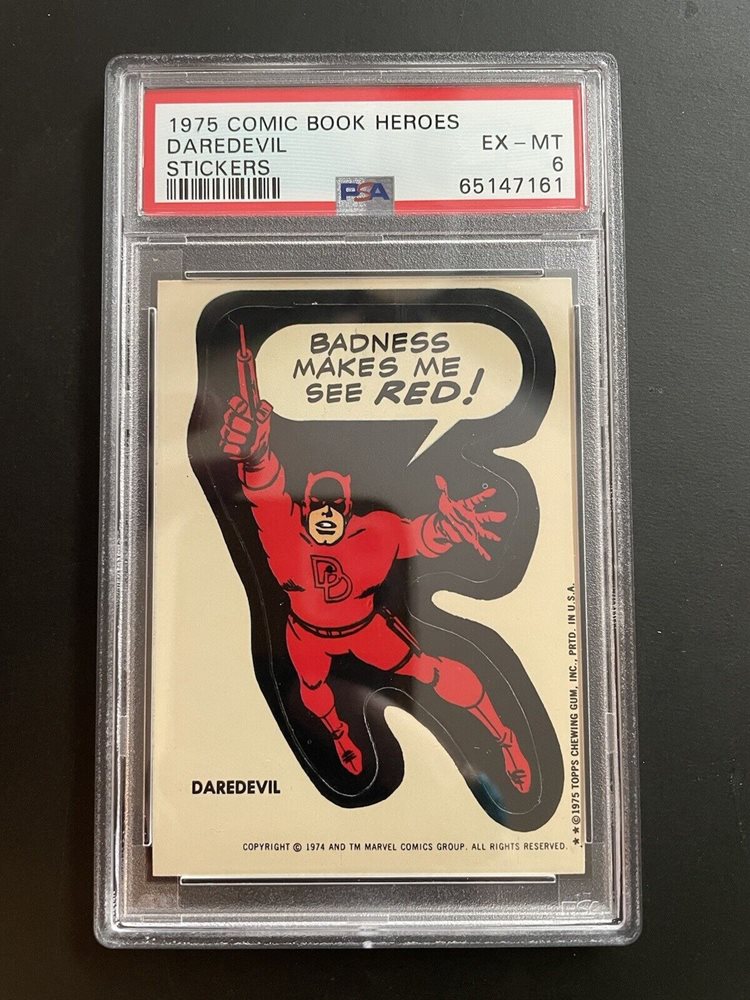 1975 COMIC BOOK HEROES
DAREDEVIL
EX - MT
STICKERS
6
PSA
65147161
BADNESS
MAKES ME
SEE RED!
DD
DAREDEVIL
COPYRIGHT © 1974 AND TM MARVEL COMICS GROUP. ALL RIGHTS RESERVED.
★★©1975 TOPPS CHEWING GUM, INC., PRTD. IN U.S.A.
PSA